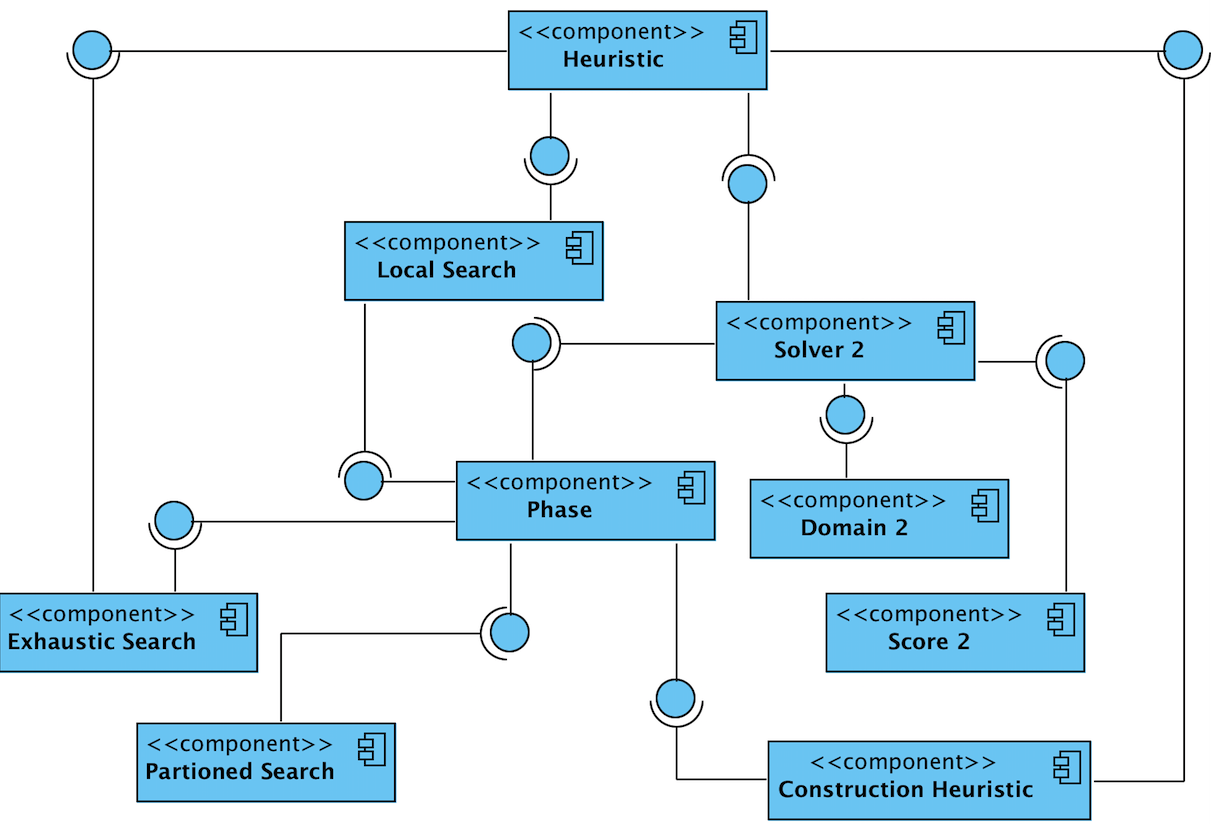 <<component>>
Heuristic
<<component>>
Local Search
<<component>>
Solver 2
<<component>>
Phase
<<component>>
Domain 2
<<component>>
Exhaustic Search
<<component>>
Score 2
<<component>>
Partioned Search
<<component>>
Construction Heuristic